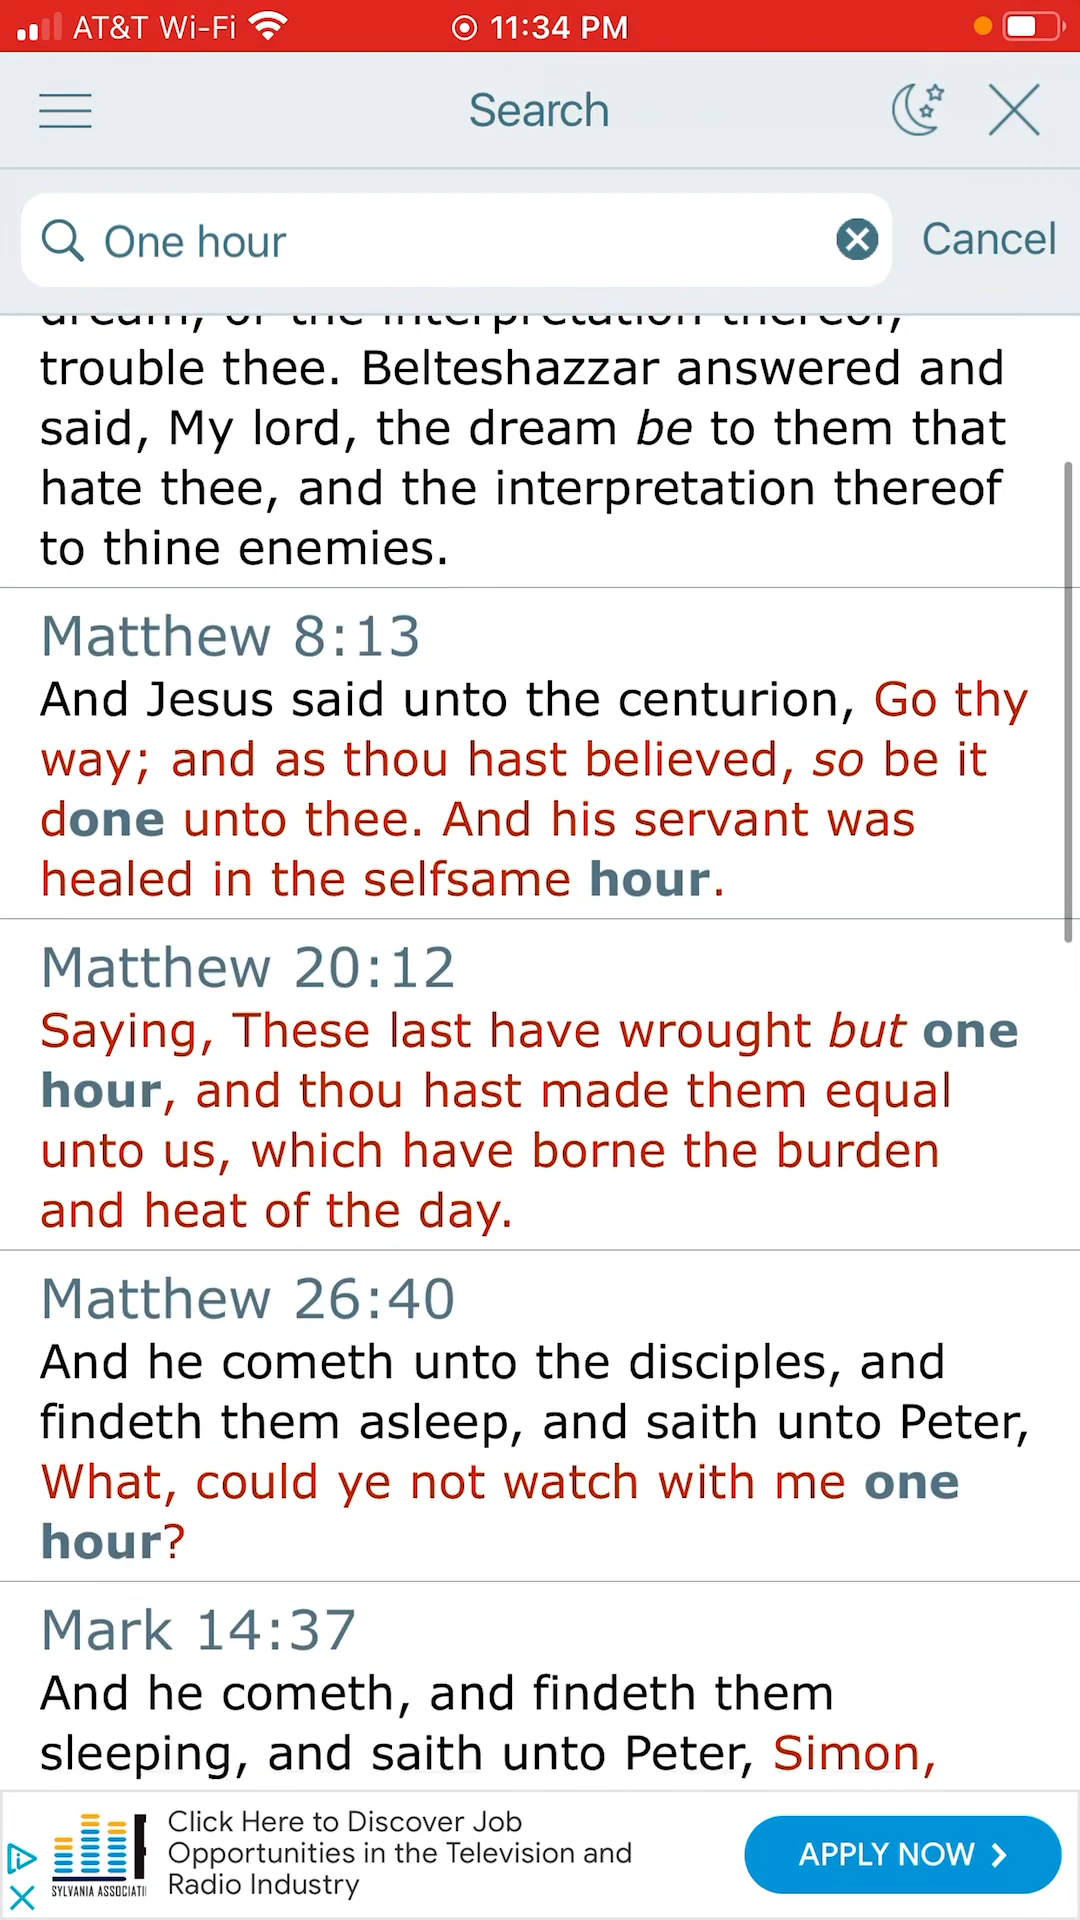 AT&T Wi-Fi 11:34 PM
Search
One hour Cancel
dream, or the interpretation thereof,
trouble thee. Belteshazzar answered and
said, My lord, the dream be to them that
hate thee, and the interpretation thereof
to thine enemies.
Matthew 8:13
And Jesus said unto the centurion, Go thy
way; and as thou hast believed, so be it
done unto thee. And his servant was
healed in the selfsame hour.
Matthew 20:12
Saying, These last have wrought but one
hour, and thou hast made them equal
unto us, which have borne the burden
and heat of the day.
Matthew 26:40
And he cometh unto the disciples, and
findeth them asleep, and saith unto Peter,
What, could ye not watch with me one
hour?
Mark 14:37
And he cometh, and findeth them
sleeping, and saith unto Peter, Simon,
Click Here to Discover Job
Opportunities in the Television and
Radio Industry
APPLY NOW
SYLVANIA ASSOCIATI